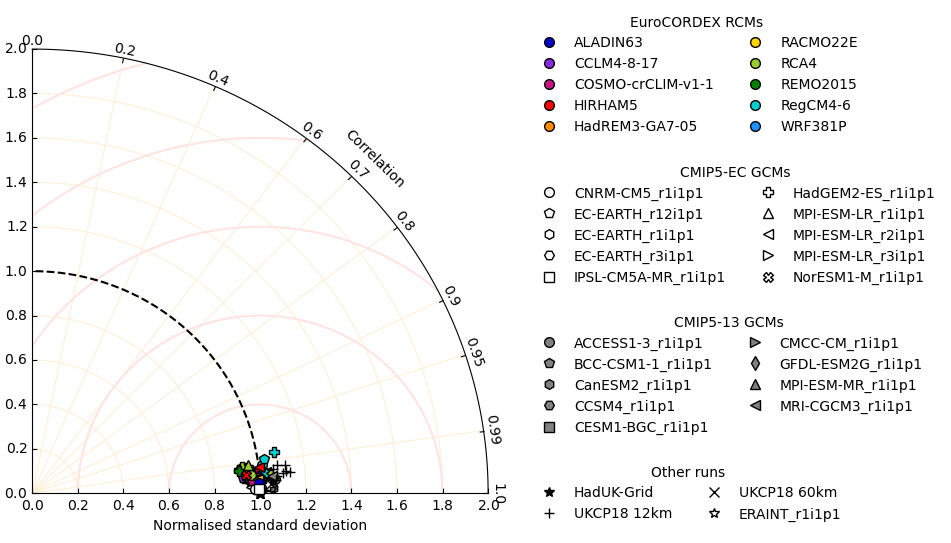 0.0
0.2
0.4
0.6
Correlation
0.7
0.8
0.9
0.95
0.99
1.0
2.0
1.8
1.6
1.4
1.2
1.0
0.8
0.6
0.4
0.2
0.0
0.0 0.2 0.4 0.6 0.8 1.0 1.2 1.4 1.6 1.8 2.0
Normalised standard deviation
EuroCORDEX RCMs
ALADIN63 RACMO22E
CCLM4-8-17 RCA4
COSMO-crCLIM-v1-1 REMO2015
HIRHAM5 RegCM4-6
HadREM3-GA7-05 WRF381P
CMIP5-EC GCMs
CNRM-CM5_r1i1p1 HadGEM2-ES_r1i1p1
EC-EARTH_r12i1p1 MPI-ESM-LR_r1i1p1
EC-EARTH_r1i1p1 MPI-ESM-LR_r2i1p1
EC-EARTH_r3i1p1 MPI-ESM-LR_r3i1p1
IPSL-CM5A-MR_r1i1p1 NorESM1-M_r1i1p1
CMIP5-13 GCMs
ACCESS1-3_r1i1p1 CMCC-CM_r1i1p1
BCC-CSM1-1_r1i1p1 GFDL-ESM2G_r1i1p1
CanESM2_r1i1p1 MPI-ESM-MR_r1i1p1
CCSM4_r1i1p1 MRI-CGCM3_r1i1p1
CESM1-BGC_r1i1p1
Other runs
HadUK-Grid UKCP18 60km
UKCP18 12km ERAINT_r1i1p1